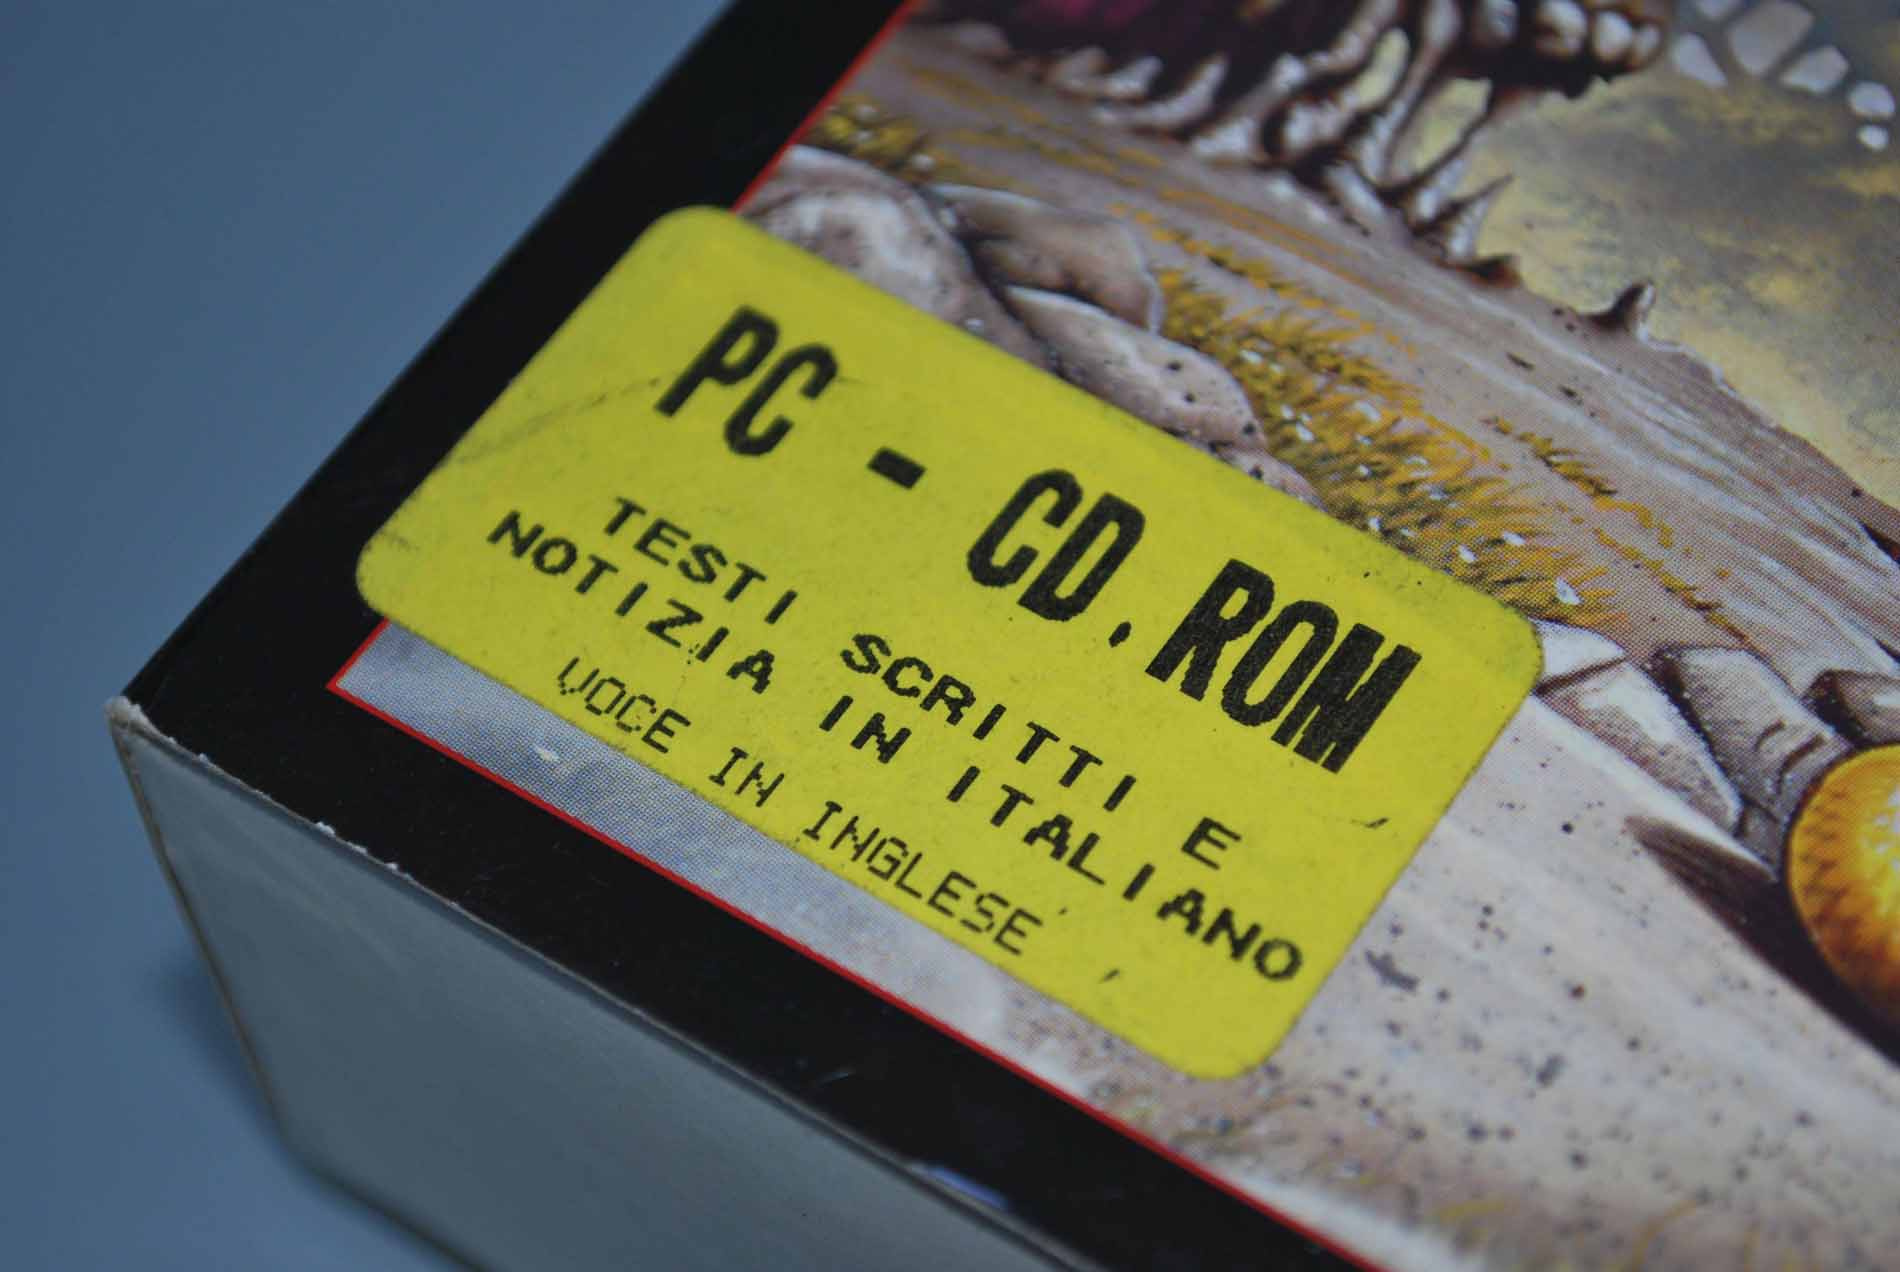 PC - CD.ROM
TESTI SCRITTI E
NOTIZIA IN ITALIANO
VOCE IN INGLESE